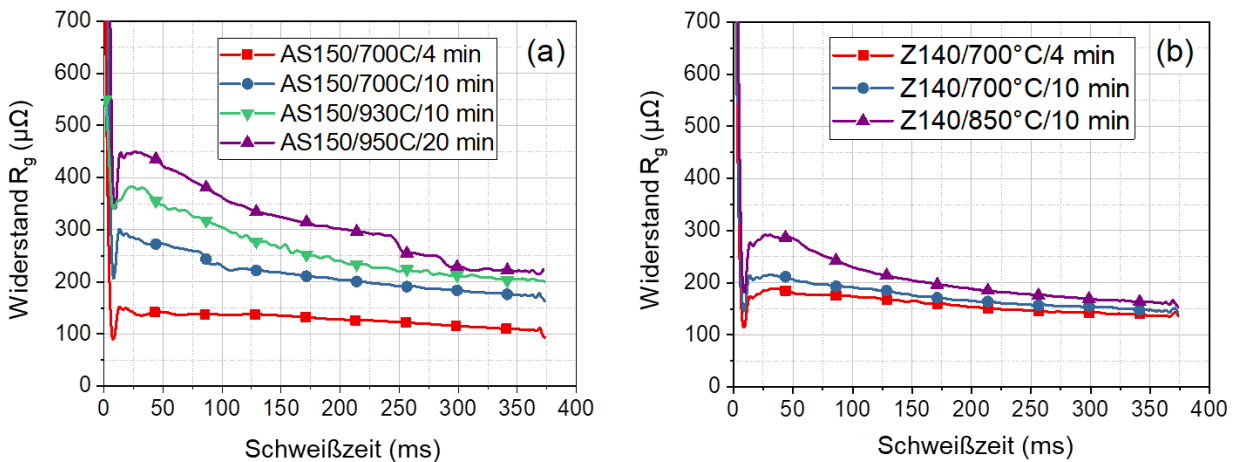 (a)
AS150/700C/4 min
AS150/700C/10 min
AS150/930C/10 min
AS150/950C/20 min
Widerstand Rg (µΩ)
700
600
500
400
300
200
100
0
0 50 100 150 200 250 300 350 400
Schweißzeit (ms)
(b)
Z140/700°C/4 min
Z140/700°C/10 min
Z140/850°C/10 min
Widerstand Rg (µΩ)
700
600
500
400
300
200
100
0
0 50 100 150 200 250 300 350 400
Schweißzeit (ms)